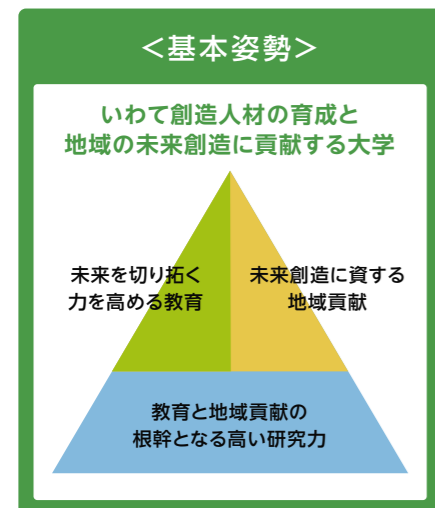 ＜基本姿勢＞
いわて創造人材の育成と
地域の未来創造に貢献する大学
未来を切り拓く
力を高める教育
未来創造に資する
地域貢献
教育と地域貢献の
根幹となる高い研究力